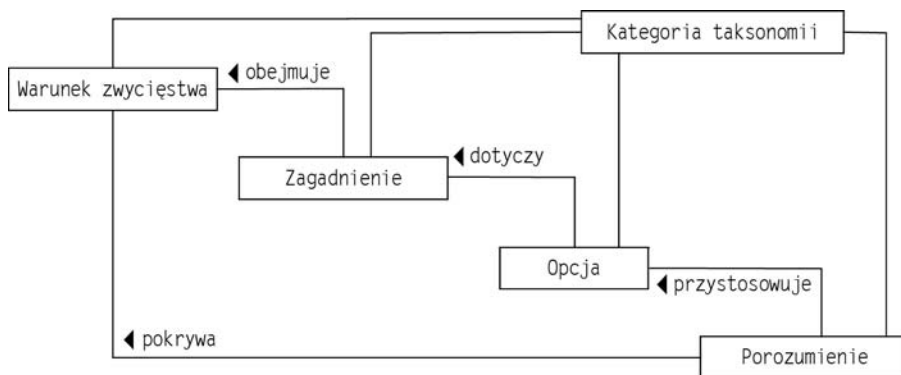 Kategoria taksonomii
obejmuje
Warunek zwycięstwa
dotyczy
Zagadnienie
Opcja
przystosowuje
pokrywa
Porozumienie